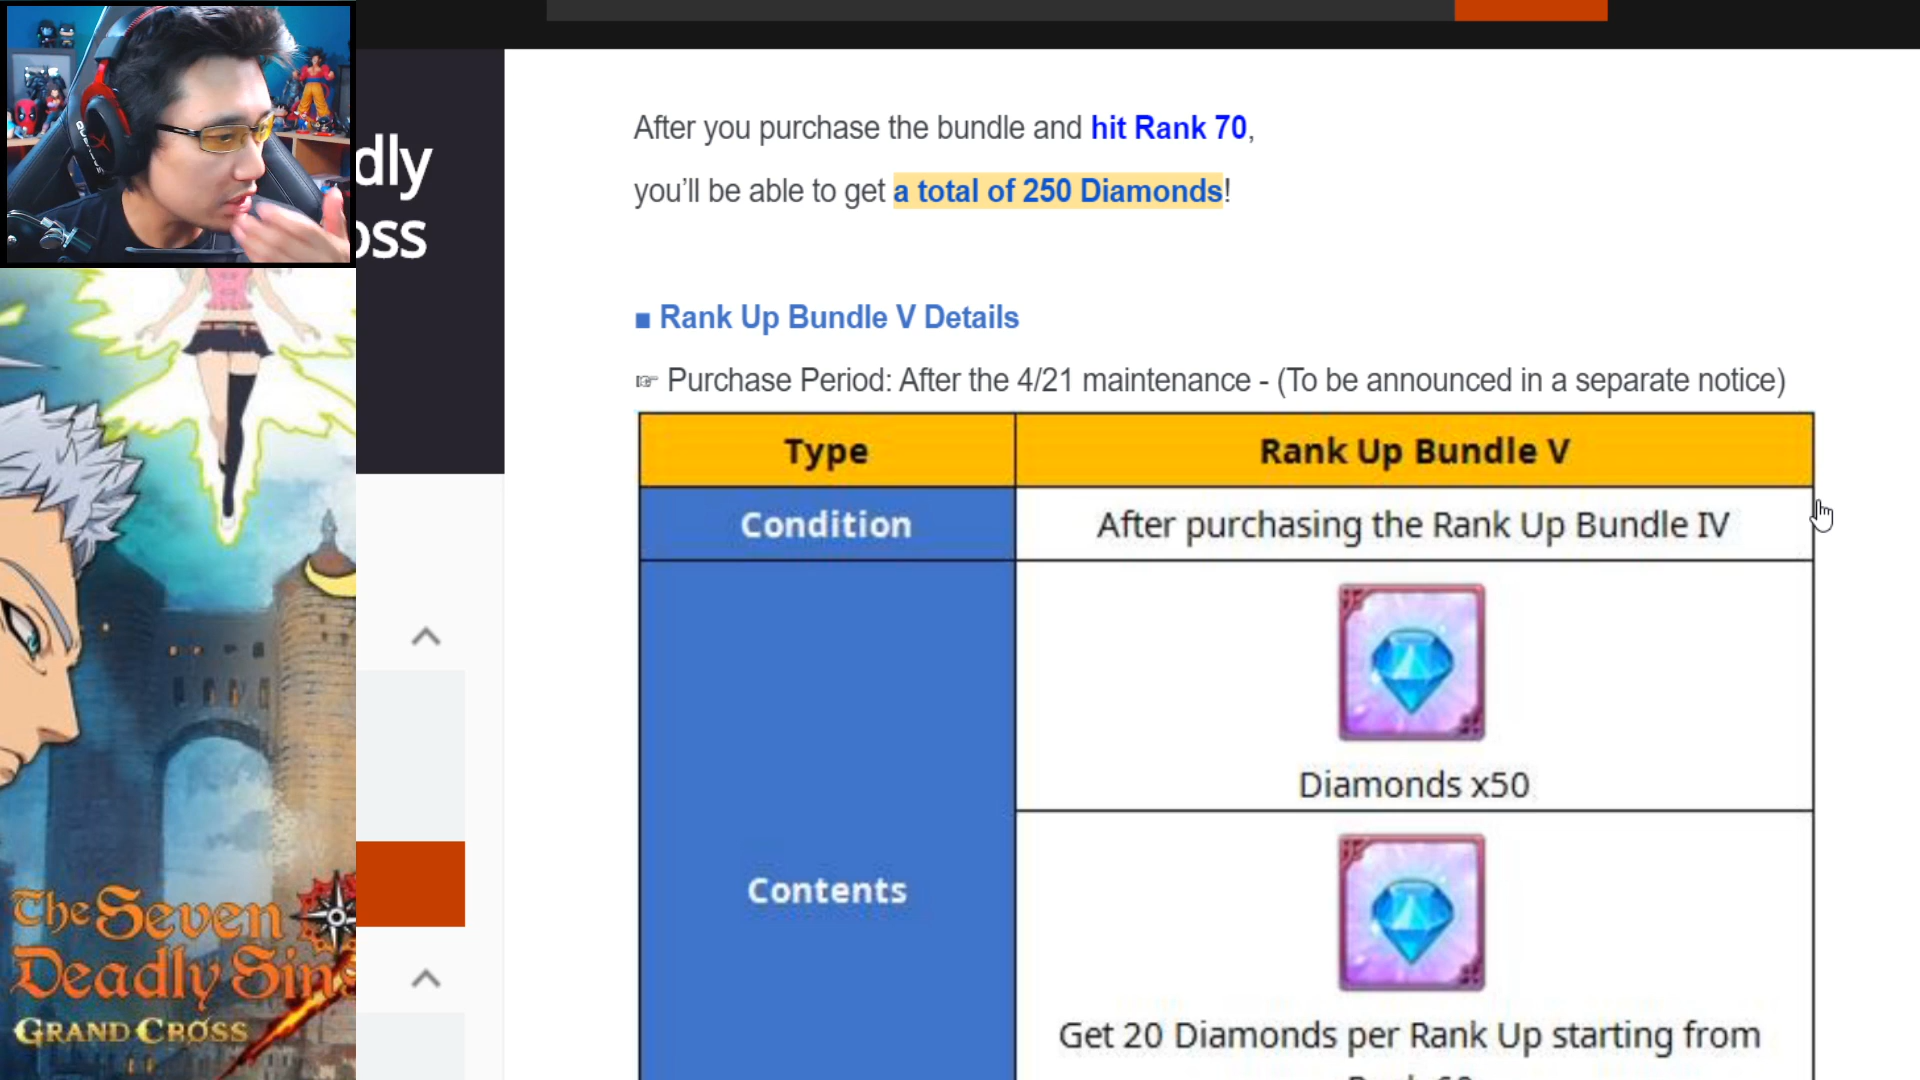 dly
oss
After you purchase the bundle and hit Rank 70,
you’ll be able to get a total of 250 Diamonds!
■ Rank Up Bundle V Details
☞ Purchase Period: After the 4/21 maintenance - (To be announced in a separate notice)
Type
Rank Up Bundle V
Condition
After purchasing the Rank Up Bundle IV
Diamonds x50
Contents
Get 20 Diamonds per Rank Up starting from
The Seven
Deadly Sins
GRAND CROSS